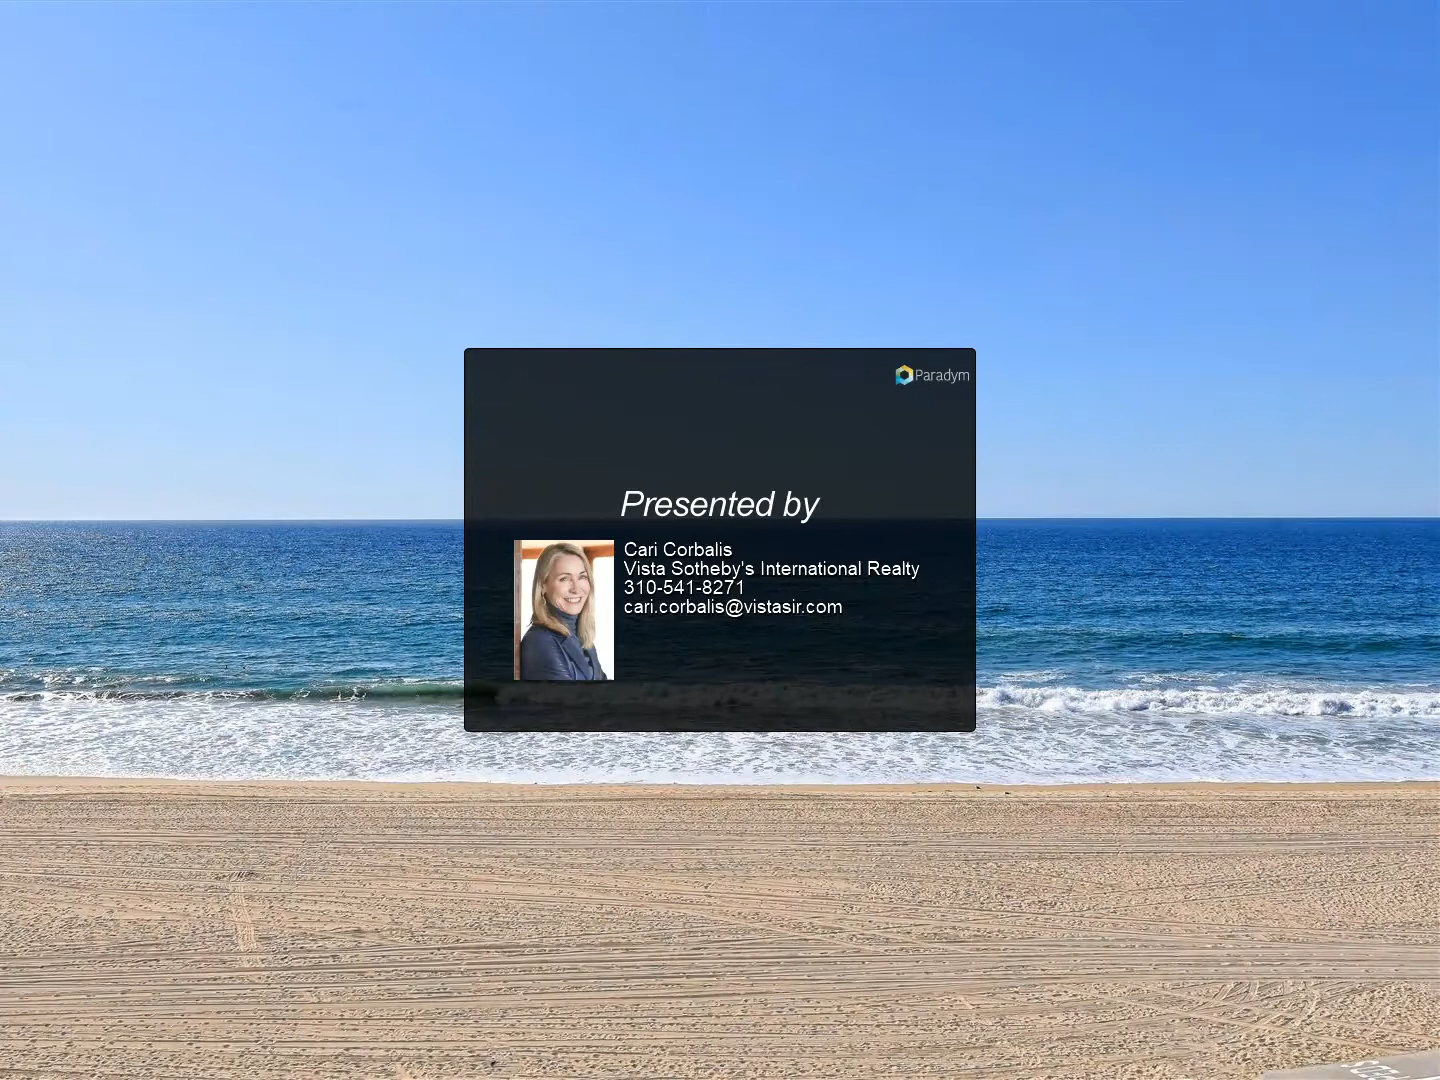 Paradym
Presented by
Cari Corbalis
Vista Sotheby's International Realty
310-541-8271
cari.corbalis@vistasir.com